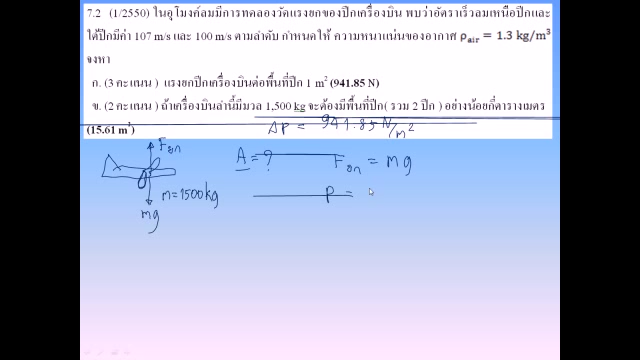 7.2 (1/2550) ในอุโมงค์ลมมีการทดลองวัดแรงยกของปีกเครื่องบิน พบว่าอัตราเร็วลมเหนือปีกและ
ใต้ปีกมีค่า 107 m/s และ 100 m/s ตามลำดับ กำหนดให้ ความหนาแน่นของอากาศ ρair = 1.3 kg/m³
จงหา
ก. (3 คะแนน) แรงยกปีกเครื่องบินต่อพื้นที่ปีก 1 m² (941.85 N)
ข. (2 คะแนน) ถ้าเครื่องบินลำนี้มีมวล 1,500 kg จะต้องมีพื้นที่ปีก( รวม 2 ปีก ) อย่างน้อยกี่ตารางเมตร
(15.61 m²)
ΔP = 941.85 N/m²
Fยก
A = ?
Fยก = mg
m = 1500 kg
P =
mg